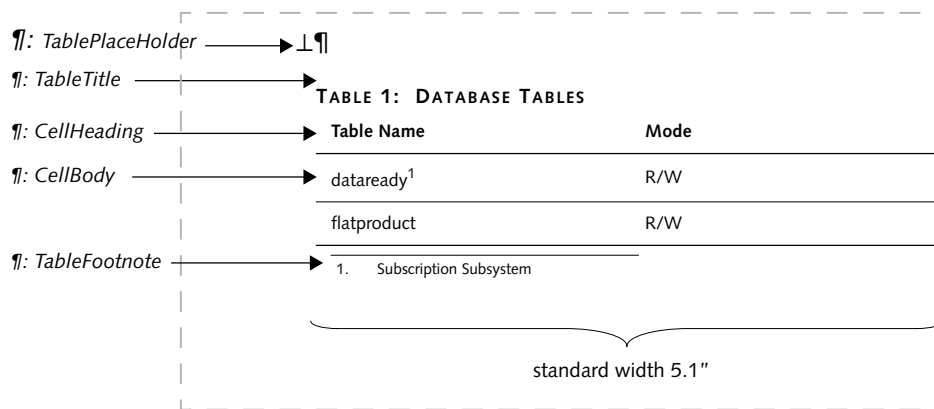 ¶: TablePlaceHolder ⊥¶
¶: TableTitle
TABLE 1: DATABASE TABLES
¶: CellHeading Table Name Mode
¶: CellBody dataready1 R/W
flatproduct R/W
¶: TableFootnote 1. Subscription Subsystem
standard width 5.1″